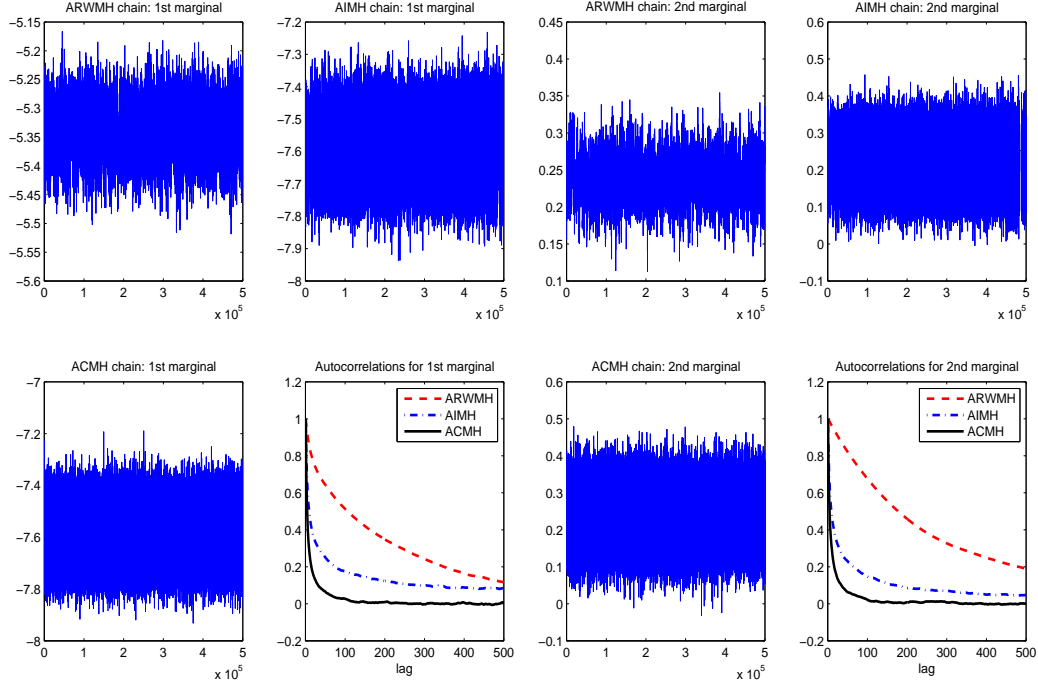 ARWMH chain: 1st marginal
−5.15
−5.2
−5.25
−5.3
−5.35
−5.4
−5.45
−5.5
−5.55
−5.6
0 1 2 3 4 5
x 10^5
AIMH chain: 1st marginal
−7.2
−7.3
−7.4
−7.5
−7.6
−7.7
−7.8
−7.9
−8
0 1 2 3 4 5
x 10^5
ARWMH chain: 2nd marginal
0.45
0.4
0.35
0.3
0.25
0.2
0.15
0.1
0 1 2 3 4 5
x 10^5
AIMH chain: 2nd marginal
0.6
0.5
0.4
0.3
0.2
0.1
0
−0.1
0 1 2 3 4 5
x 10^5
ACMH chain: 1st marginal
−7
−7.2
−7.4
−7.6
−7.8
−8
0 1 2 3 4 5
x 10^5
Autocorrelations for 1st marginal
1.2
1
0.8
0.6
0.4
0.2
0
−0.2
ARWMH
AIMH
ACMH
0 100 200 300 400 500
lag
ACMH chain: 2nd marginal
0.6
0.5
0.4
0.3
0.2
0.1
0
−0.1
0 1 2 3 4 5
x 10^5
Autocorrelations for 2nd marginal
1.2
1
0.8
0.6
0.4
0.2
0
−0.2
ARWMH
AIMH
ACMH
0 100 200 300 400 500
lag